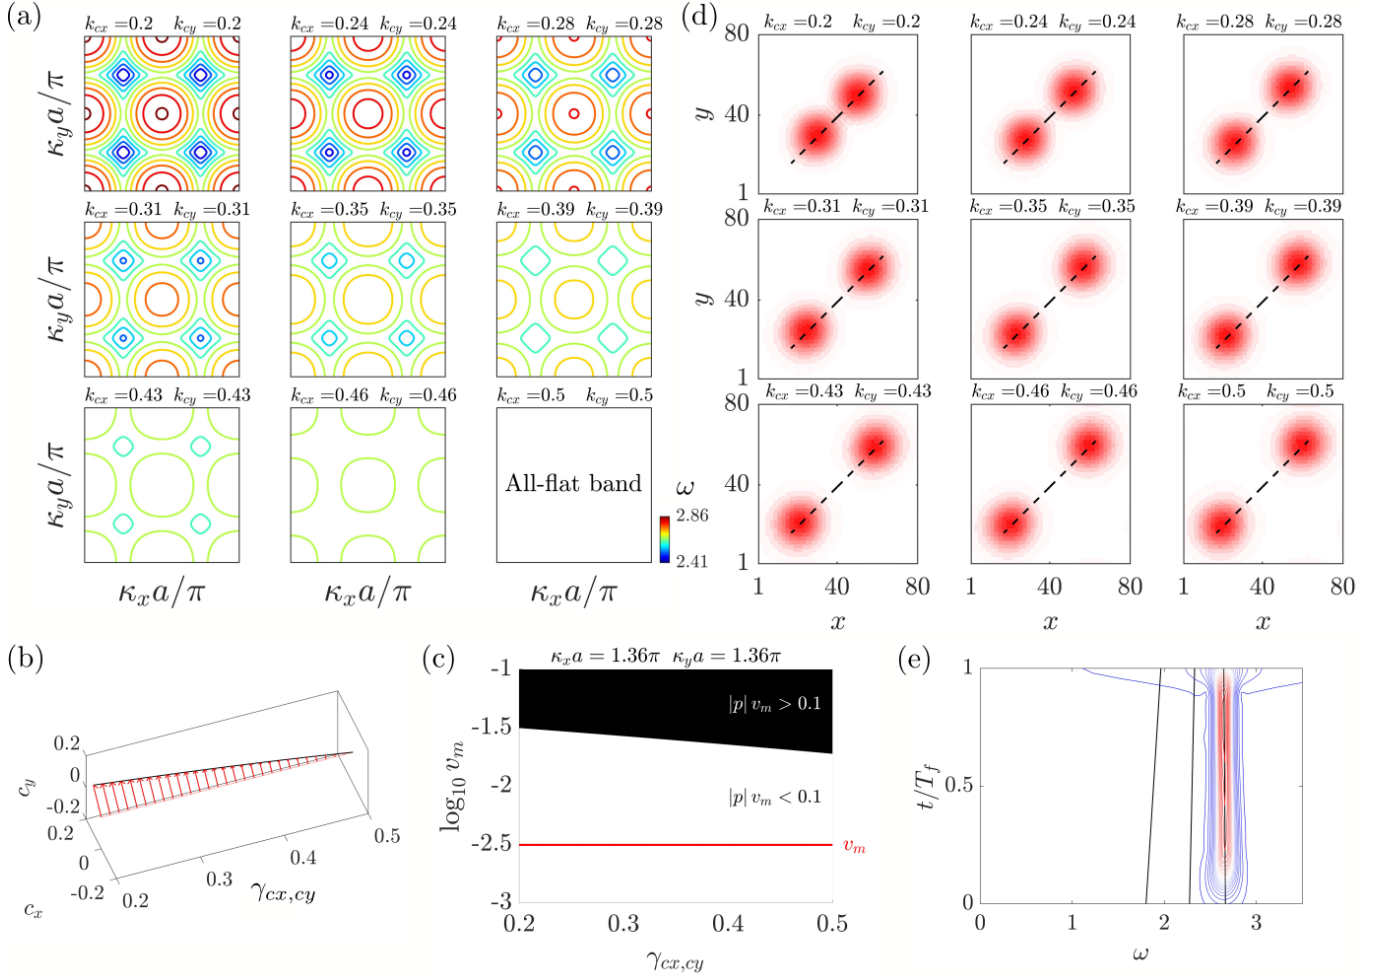 (a)
k_cx =0.2 k_cy =0.2
k_cx =0.24 k_cy =0.24
k_cx =0.28 k_cy =0.28
κ_y a/π
k_cx =0.31 k_cy =0.31
k_cx =0.35 k_cy =0.35
k_cx =0.39 k_cy =0.39
κ_y a/π
k_cx =0.43 k_cy =0.43
k_cx =0.46 k_cy =0.46
k_cx =0.5 k_cy =0.5
κ_y a/π
All-flat band
ω
2.86
2.41
κ_x a/π
κ_x a/π
κ_x a/π
(d)
k_cx =0.2 k_cy =0.2
k_cx =0.24 k_cy =0.24
k_cx =0.28 k_cy =0.28
80
y
40
1
k_cx =0.31 k_cy =0.31
k_cx =0.35 k_cy =0.35
k_cx =0.39 k_cy =0.39
80
y
40
1
k_cx =0.43 k_cy =0.43
k_cx =0.46 k_cy =0.46
k_cx =0.5 k_cy =0.5
80
40
1
1 40 80
1 40 80
1 40 80
x
x
x
(b)
0.2
c_y 0
-0.2
0.2
0
-0.2
c_x
0.2
0.3
0.4
0.5
γ_cx,cy
(c)
κ_x a = 1.36π κ_y a = 1.36π
log₁₀ v_m
-1
-1.5
-2
-2.5
-3
|p| v_m > 0.1
|p| v_m < 0.1
v_m
0.2 0.3 0.4 0.5
γ_cx,cy
(e)
t/T_f
1
0.5
0
0 1 2 3
ω